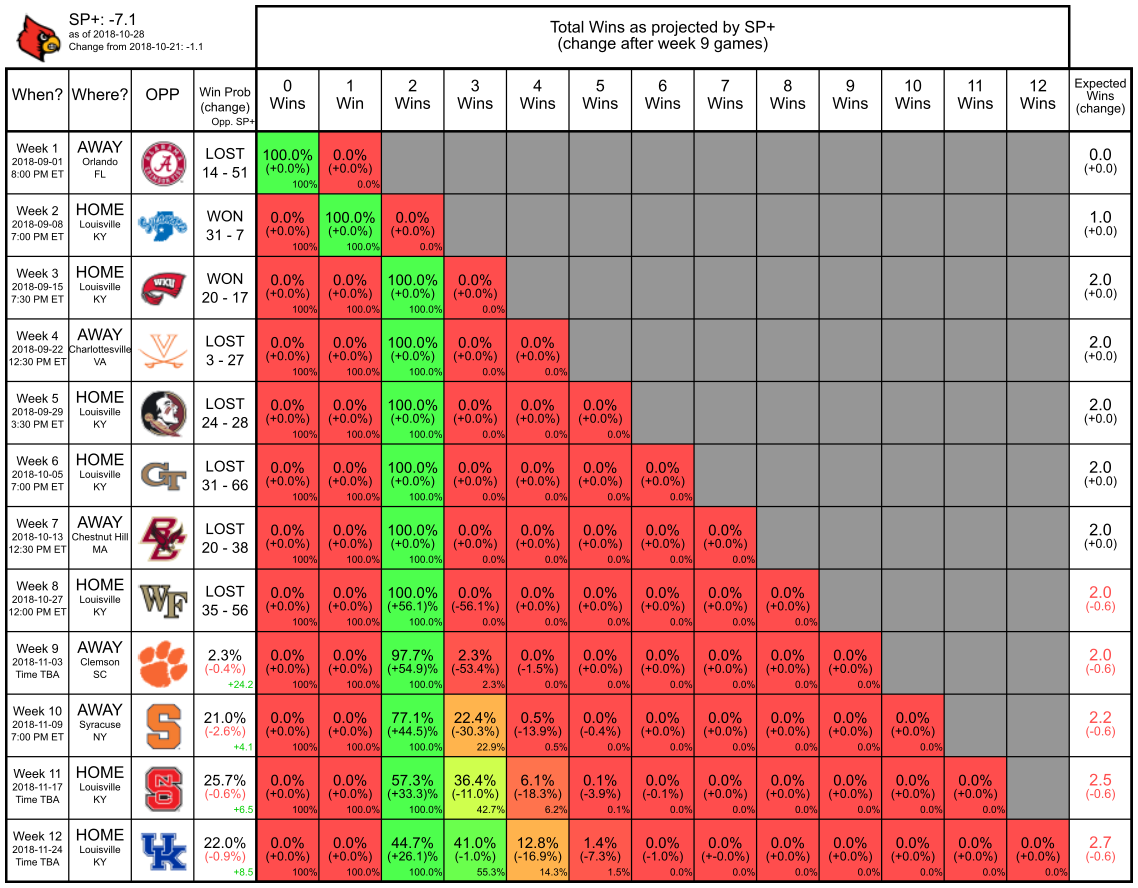 SP+: -7.1
as of 2018-10-28
Change from 2018-10-21: -1.1
Total Wins as projected by SP+
(change after week 9 games)
When? Where? OPP Win Prob (change) Opp. SP+ 0 Wins 1 Win 2 Wins 3 Wins 4 Wins 5 Wins 6 Wins 7 Wins 8 Wins 9 Wins 10 Wins 11 Wins 12 Wins Expected Wins (change)
Week 1 AWAY LOST 100.0% 0.0% 0.0
2018-09-01 Orlando ALABAMA A (+0.0%) (+0.0%) (+0.0)
8:00 PM ET FL 14 - 51 100% 0.0%
Week 2 HOME WON 0.0% 100.0% 0.0% 1.0
2018-09-08 Louisville (+0.0%) (+0.0%) (+0.0%) (+0.0)
7:00 PM ET KY 31 - 7 100% 100.0% 0.0%
Week 3 HOME WON 0.0% 0.0% 100.0% 0.0% 2.0
2018-09-15 Louisville WKU (+0.0%) (+0.0%) (+0.0%) (+0.0%) (+0.0)
7:30 PM ET KY 20 - 17 100% 100.0% 100.0% 0.0%
Week 4 AWAY LOST 0.0% 0.0% 100.0% 0.0% 0.0% 2.0
2018-09-22 Charlottesville V (+0.0%) (+0.0%) (+0.0%) (+0.0%) (+0.0%) (+0.0)
12:30 PM ET VA 3 - 27 100% 100.0% 100.0% 0.0% 0.0%
Week 5 HOME LOST 0.0% 0.0% 100.0% 0.0% 0.0% 0.0% 2.0
2018-09-29 Louisville (+0.0%) (+0.0%) (+0.0%) (+0.0%) (+0.0%) (+0.0%) (+0.0)
3:30 PM ET KY 24 - 28 100% 100.0% 100.0% 0.0% 0.0% 0.0%
Week 6 HOME LOST 0.0% 0.0% 100.0% 0.0% 0.0% 0.0% 0.0% 2.0
2018-10-05 Louisville GT (+0.0%) (+0.0%) (+0.0%) (+0.0%) (+0.0%) (+0.0%) (+0.0%) (+0.0)
7:00 PM ET KY 31 - 66 100% 100.0% 100.0% 0.0% 0.0% 0.0% 0.0%
Week 7 AWAY LOST 0.0% 0.0% 100.0% 0.0% 0.0% 0.0% 0.0% 0.0% 2.0
2018-10-13 Chestnut Hill BC (+0.0%) (+0.0%) (+0.0%) (+0.0%) (+0.0%) (+0.0%) (+0.0%) (+0.0%) (+0.0)
12:30 PM ET MA 20 - 38 100% 100.0% 100.0% 0.0% 0.0% 0.0% 0.0% 0.0%
Week 8 HOME LOST 0.0% 0.0% 100.0% 0.0% 0.0% 0.0% 0.0% 0.0% 0.0% 2.0
2018-10-27 Louisville WF (+0.0%) (+0.0%) (+56.1)% (-56.1%) (+0.0%) (+0.0%) (+0.0%) (+0.0%) (+0.0%) (-0.6)
12:00 PM ET KY 35 - 56 100% 100.0% 100.0% 0.0% 0.0% 0.0% 0.0% 0.0% 0.0%
Week 9 AWAY 2.3% 0.0% 0.0% 97.7% 2.3% 0.0% 0.0% 0.0% 0.0% 0.0% 0.0% 2.0
2018-11-03 Clemson (-0.4%) (+0.0%) (+0.0%) (+54.9)% (-53.4%) (-1.5%) (+0.0%) (+0.0%) (+0.0%) (+0.0%) (+0.0%) (-0.6)
Time TBA SC +24.2 100% 100.0% 100.0% 2.3% 0.0% 0.0% 0.0% 0.0% 0.0% 0.0%
Week 10 AWAY 21.0% 0.0% 0.0% 77.1% 22.4% 0.5% 0.0% 0.0% 0.0% 0.0% 0.0% 0.0% 2.2
2018-11-09 Syracuse S (-2.6%) (+0.0%) (+0.0%) (+44.5)% (-30.3%) (-13.9%) (-0.4%) (+0.0%) (+0.0%) (+0.0%) (+0.0%) (+0.0%) (-0.6)
7:00 PM ET NY +4.1 100% 100.0% 100.0% 22.9% 0.5% 0.0% 0.0% 0.0% 0.0% 0.0% 0.0%
Week 11 HOME 25.7% 0.0% 0.0% 57.3% 36.4% 6.1% 0.1% 0.0% 0.0% 0.0% 0.0% 0.0% 0.0% 2.5
2018-11-17 Louisville S (-0.6%) (+0.0%) (+0.0%) (+33.3)% (-11.0%) (-18.3%) (-3.9%) (-0.1%) (+0.0%) (+0.0%) (+0.0%) (+0.0%) (+0.0%) (-0.6)
Time TBA KY +6.5 100% 100.0% 100.0% 42.7% 6.2% 0.1% 0.0% 0.0% 0.0% 0.0% 0.0% 0.0%
Week 12 HOME 22.0% 0.0% 0.0% 44.7% 41.0% 12.8% 1.4% 0.0% 0.0% 0.0% 0.0% 0.0% 0.0% 0.0% 2.7
2018-11-24 Louisville UK (-0.9%) (+0.0%) (+0.0%) (+26.1)% (-1.0%) (-16.9%) (-7.3%) (-1.0%) (+-0.0%) (+0.0%) (+0.0%) (+0.0%) (+0.0%) (+0.0%) (-0.6)
Time TBA KY +8.5 100% 100.0% 100.0% 55.3% 14.3% 1.5% 0.0% 0.0% 0.0% 0.0% 0.0% 0.0% 0.0%